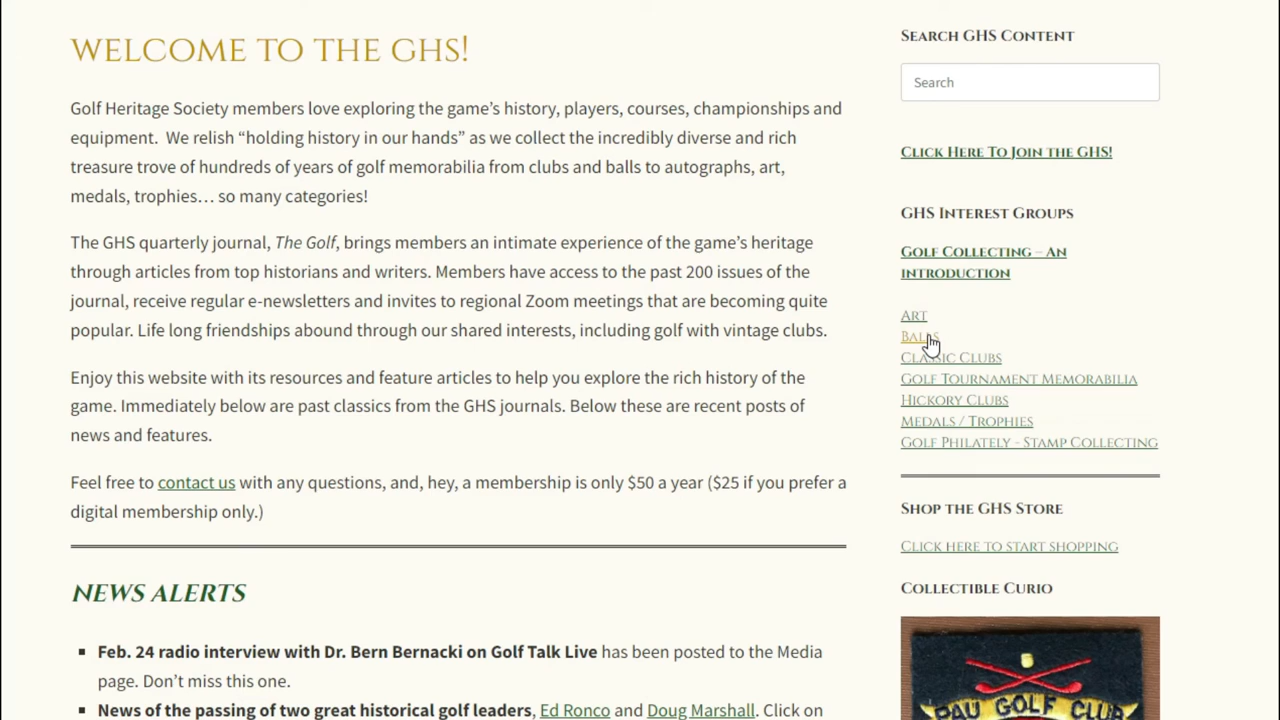 WELCOME TO THE GHS!
Golf Heritage Society members love exploring the game’s history, players, courses, championships and
equipment.  We relish “holding history in our hands” as we collect the incredibly diverse and rich
treasure trove of hundreds of years of golf memorabilia from clubs and balls to autographs, art,
medals, trophies… so many categories!
The GHS quarterly journal, The Golf, brings members an intimate experience of the game’s heritage
through articles from top historians and writers. Members have access to the past 200 issues of the
journal, receive regular e-newsletters and invites to regional Zoom meetings that are becoming quite
popular. Life long friendships abound through our shared interests, including golf with vintage clubs.
Enjoy this website with its resources and feature articles to help you explore the rich history of the
game. Immediately below are past classics from the GHS journals. Below these are recent posts of
news and features.
Feel free to contact us with any questions, and, hey, a membership is only $50 a year ($25 if you prefer a
digital membership only.)
NEWS ALERTS
Feb. 24 radio interview with Dr. Bern Bernacki on Golf Talk Live has been posted to the Media
page. Don’t miss this one.
News of the passing of two great historical golf leaders, Ed Ronco and Doug Marshall. Click on
Search GHS Content
Search
Click Here To Join the GHS!
GHS Interest Groups
Golf Collecting – An
introduction
Art
Balls
Classic Clubs
Golf Tournament Memorabilia
Hickory Clubs
Medals / Trophies
Golf Philately - Stamp Collecting
Shop the GHS Store
Click here to start shopping
Collectible Curio
PAU GOLF CLUB